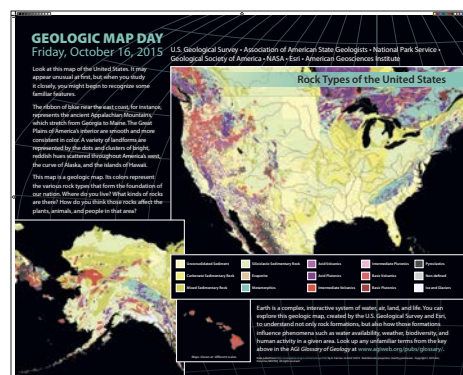 GEOLOGIC MAP DAY
Friday, October 16, 2015
U.S. Geological Survey • Association of American State Geologists • National Park Service •
Geological Society of America • NASA • Esri • American Geosciences Institute
Look at this map of the United States. It may
appear unusual at first, but when you study
it closely, you might begin to recognize some
familiar features.
The ribbon of blue near the east coast, for instance,
represents the ancient Appalachian Mountains,
which stretch from Georgia to Maine. The Great
Plains of America's interior are smooth and more
consistent in color. A variety of landforms are
represented by the dots and clusters of bright,
reddish hues scattered throughout America's west,
the curve of Alaska, and the islands of Hawaii.
This map is a geologic map. Its colors represent
the various rock types that form the foundation of
our nation. Where do you live? What kinds of rocks
are there? How do you think those rocks affect the
plants, animals, and people in that area?
Rock Types of the United States
Unconsolidated Sediment
Carbonate Sedimentary Rock
Mixed Sedimentary Rock
Siliciclastic Sedimentary Rock
Evaporite
Metamorphics
Acid Volcanics
Acid Plutonics
Intermediate Volcanics
Intermediate Plutonics
Basic Volcanics
Basic Plutonics
Pyroclastics
Non-defined
Ice and Glaciers
Maps shown at different scales.
Earth is a complex, interactive system of water, air, land, and life. You can
explore this geologic map, created by the U.S. Geological Survey and Esri,
to understand not only rock formations, but also how those formations
influence phenomena such as water availability, weather, biodiversity, and
human activity in a given area. Look up any unfamiliar terms from the key
above in the AGI Glossary of Geology at www.agiweb.org/pubs/glossary/.